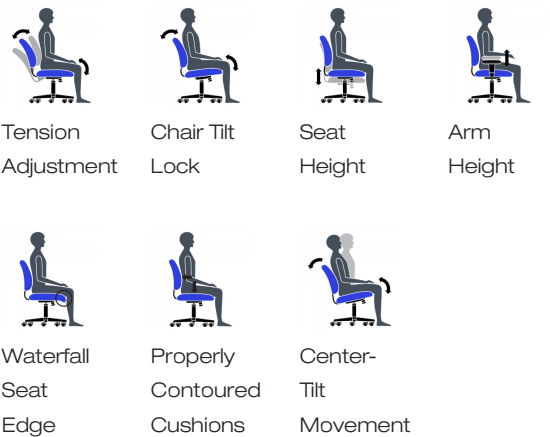 Tension
Adjustment
Chair Tilt
Lock
Seat
Height
Arm
Height
Waterfall
Seat
Edge
Properly
Contoured
Cushions
Center-
Tilt
Movement